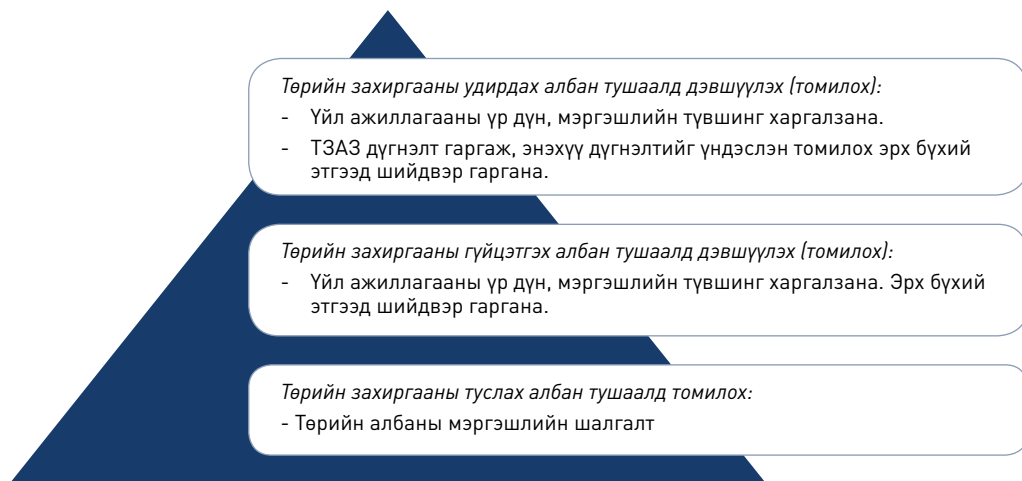 Төрийн захиргааны удирдах албан тушаалд дэвшүүлэх (томилох):
- Үйл ажиллагааны үр дүн, мэргэшлийн түвшинг харгалзана.
- ТЗАЗ дүгнэлт гаргаж, энэхүү дүгнэлтийг үндэслэн томилох эрх бүхий
этгээд шийдвэр гаргана.
Төрийн захиргааны гүйцэтгэх албан тушаалд дэвшүүлэх (томилох):
- Үйл ажиллагааны үр дүн, мэргэшлийн түвшинг харгалзана. Эрх бүхий
этгээд шийдвэр гаргана.
Төрийн захиргааны туслах албан тушаалд томилох:
- Төрийн албаны мэргэшлийн шалгалт